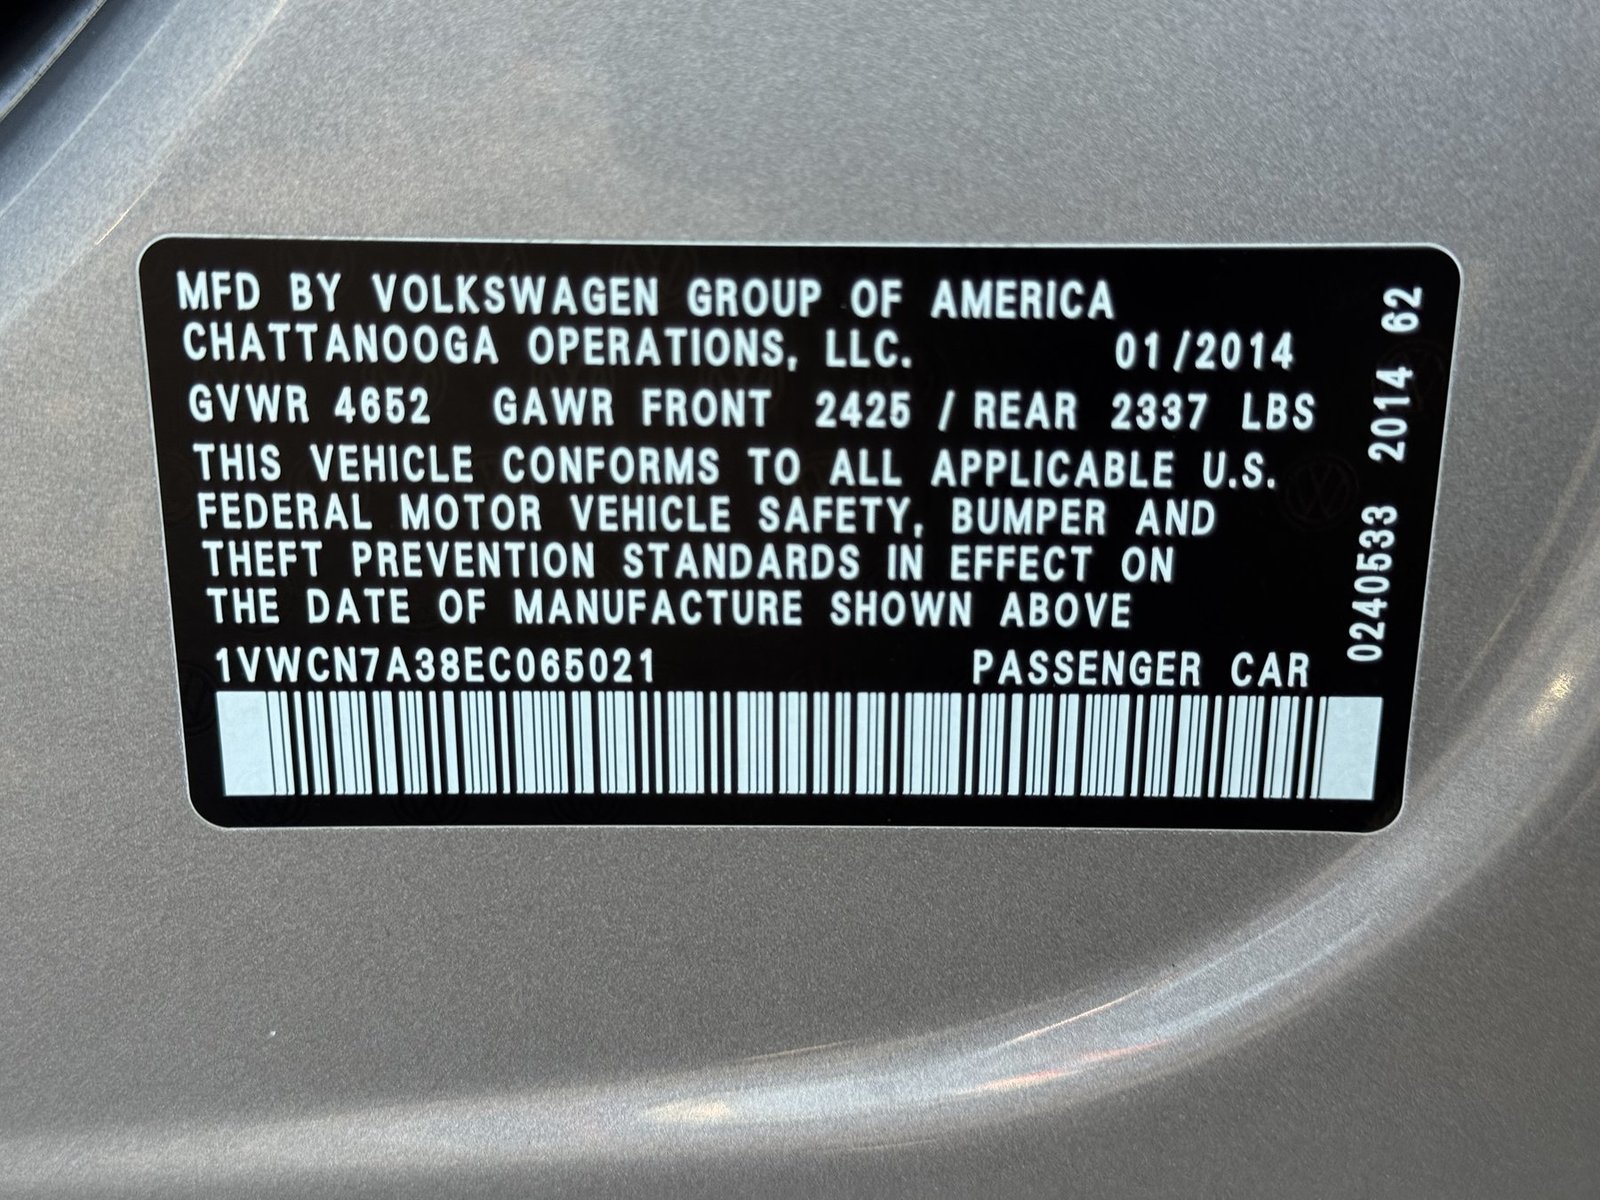 MFD BY VOLKSWAGEN GROUP OF AMERICA
CHATTANOOGA OPERATIONS, LLC. 01/2014
GVWR 4652 GAWR FRONT 2425 / REAR 2337 LBS
THIS VEHICLE CONFORMS TO ALL APPLICABLE U.S.
FEDERAL MOTOR VEHICLE SAFETY, BUMPER AND
THEFT PREVENTION STANDARDS IN EFFECT ON
THE DATE OF MANUFACTURE SHOWN ABOVE
1VWCN7A38EC065021 PASSENGER CAR
0240533 2014 62